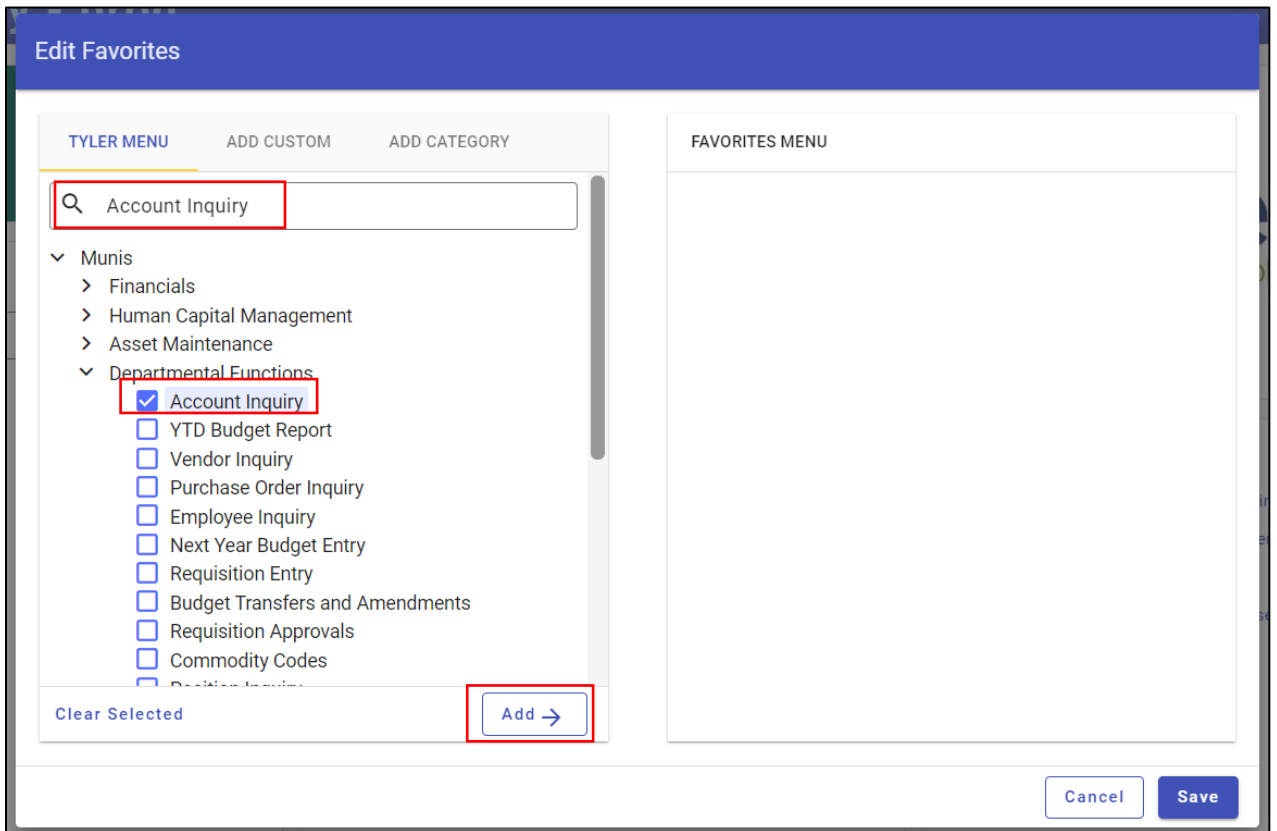 Edit Favorites
TYLER MENU ADD CUSTOM ADD CATEGORY
Account Inquiry
Munis
Financials
Human Capital Management
Asset Maintenance
Departmental Functions
Account Inquiry
YTD Budget Report
Vendor Inquiry
Purchase Order Inquiry
Employee Inquiry
Next Year Budget Entry
Requisition Entry
Budget Transfers and Amendments
Requisition Approvals
Commodity Codes
Position Inquiry
Clear Selected Add
FAVORITES MENU
Cancel Save